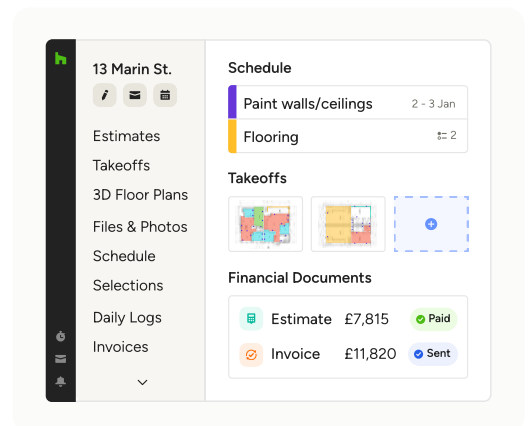 13 Marin St.
Estimates
Takeoffs
3D Floor Plans
Files & Photos
Schedule
Selections
Daily Logs
Invoices
Schedule
Paint walls/ceilings 2 - 3 Jan
Flooring 2
Takeoffs
Financial Documents
Estimate £7,815 Paid
Invoice £11,820 Sent